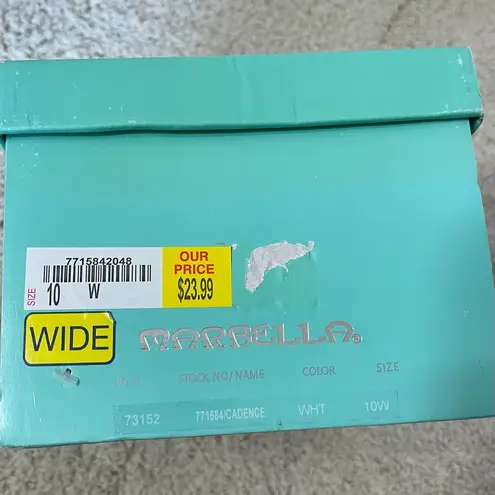 7715842048
SIZE 10 W
OUR PRICE $23.99
WIDE
MARBELLA®
STOCK NO/NAME COLOR SIZE
73152 771584/CADENCE WHT 10W